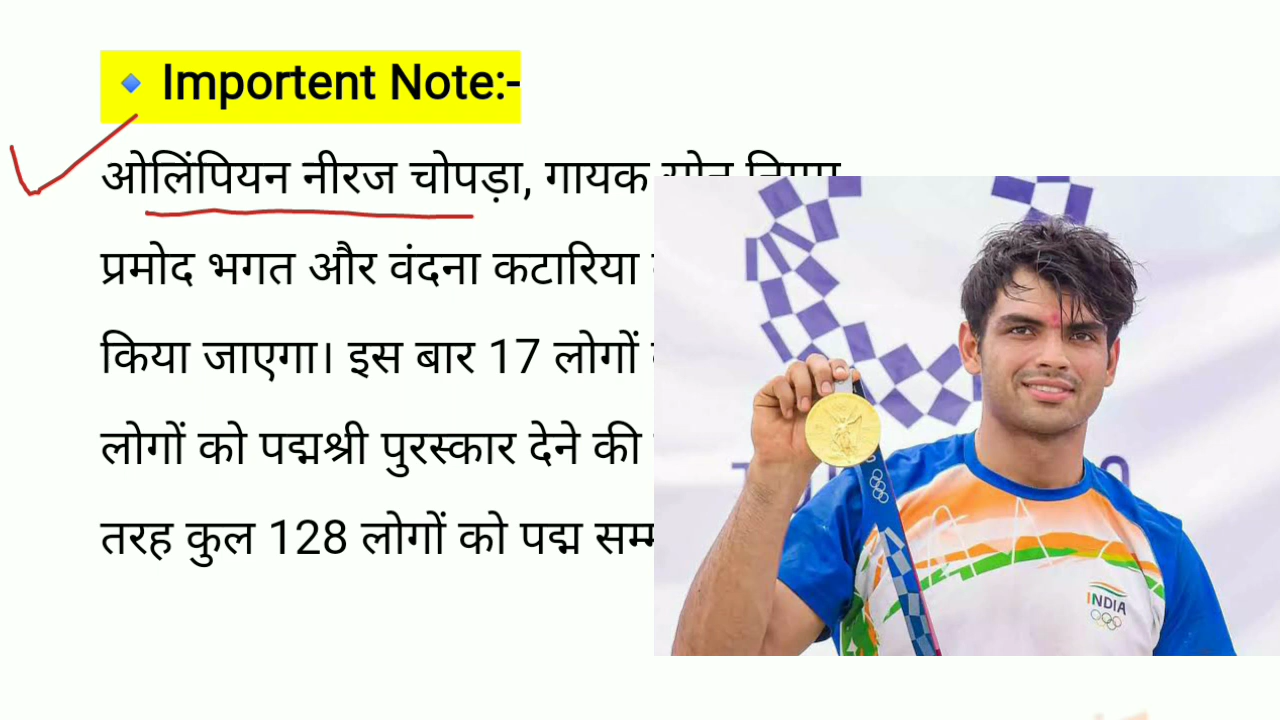 🔹 Importent Note:-
ओलिंपियन नीरज चोपड़ा, गायक
प्रमोद भगत और वंदना कटारिया
किया जाएगा। इस बार 17 लोगों
लोगों को पद्मश्री पुरस्कार देने की
तरह कुल 128 लोगों को पद्म
INDIA